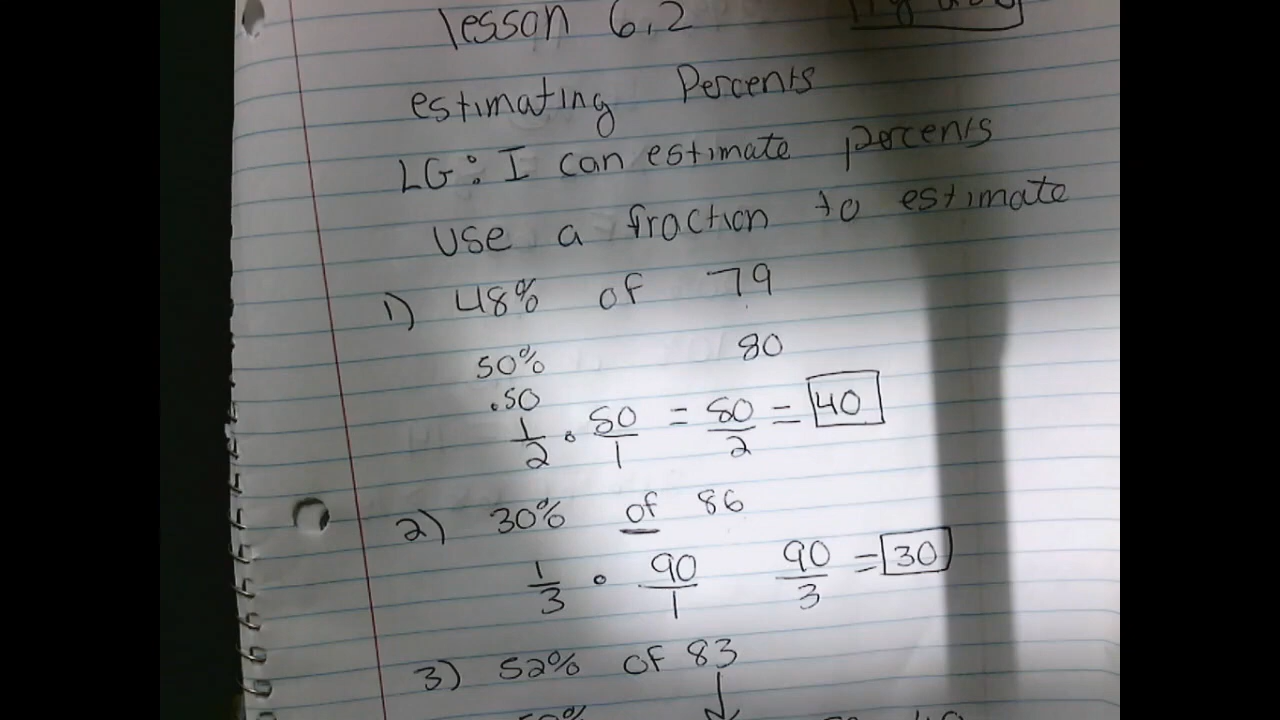 lesson 6.2
estimating Percents
LG: I can estimate percents
Use a fraction to estimate
1) 48% of 79
50% 80
.50
1/2 · 80/1 = 80/2 = 40
2) 30% of 86
1/3 · 90/1 90/3 = 30
3) 52% of 83